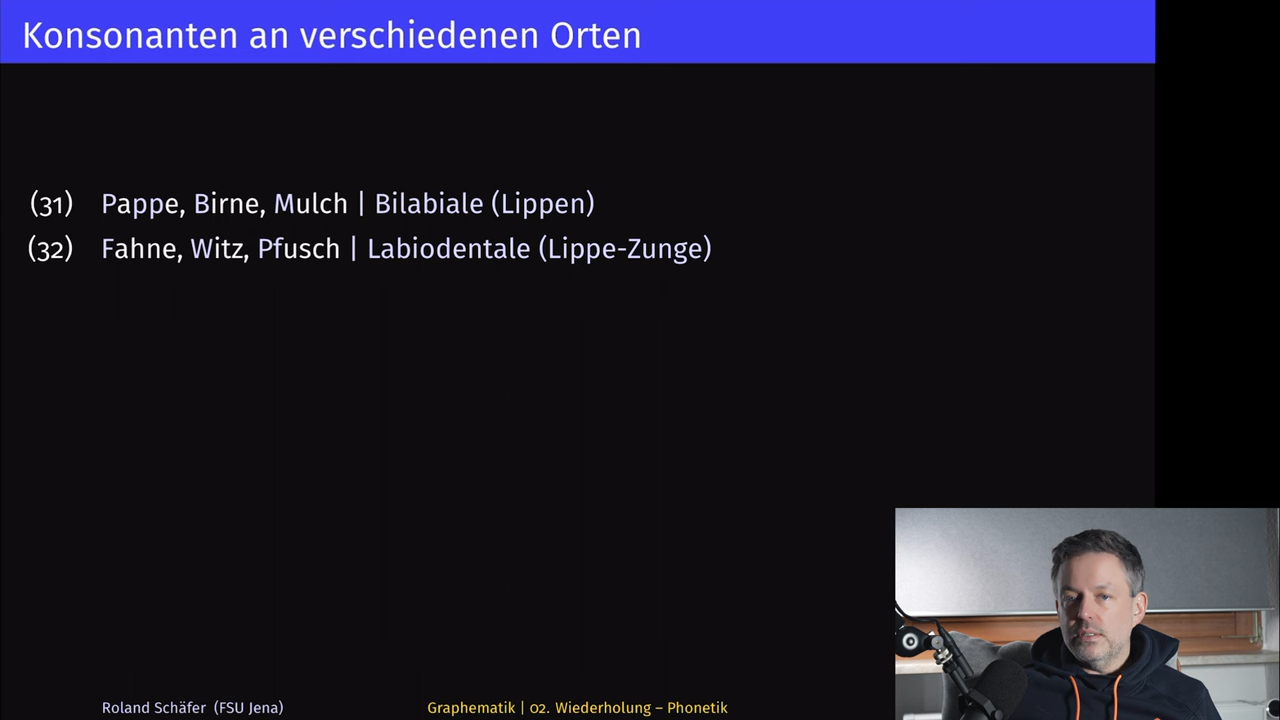 Konsonanten an verschiedenen Orten
(31) Pappe, Birne, Mulch | Bilabiale (Lippen)
(32) Fahne, Witz, Pfusch | Labiodentale (Lippe-Zunge)
Roland Schäfer (FSU Jena) Graphematik | 02. Wiederholung – Phonetik